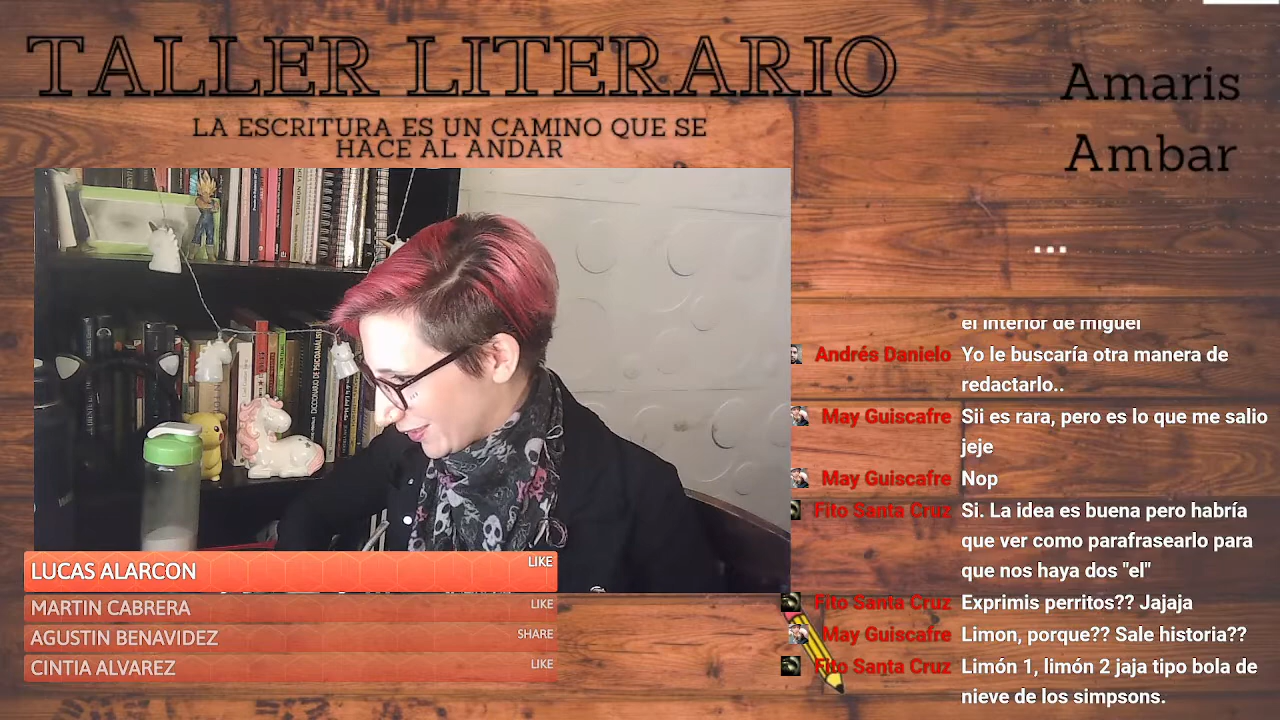 TALLER LITERARIO
LA ESCRITURA ES UN CAMINO QUE SE
HACE AL ANDAR
Amaris
Ambar
...
el interior de miguel
Andrés Danielo Yo le buscaría otra manera de
redactarlo..
May Guiscafre Sii es rara, pero es lo que me salio
jeje
May Guiscafre Nop
Fito Santa Cruz Si. La idea es buena pero habría
que ver como parafrasearlo para
que nos haya dos "el"
Fito Santa Cruz Exprimis perritos?? Jajaja
May Guiscafre Limon, porque?? Sale historia??
Fito Santa Cruz Limón 1, limón 2 jaja tipo bola de
nieve de los simpsons.
LUCAS ALARCON LIKE
MARTIN CABRERA LIKE
AGUSTIN BENAVIDEZ SHARE
CINTIA ALVAREZ LIKE
DICCIONARIO DE PSICOANÁLISIS